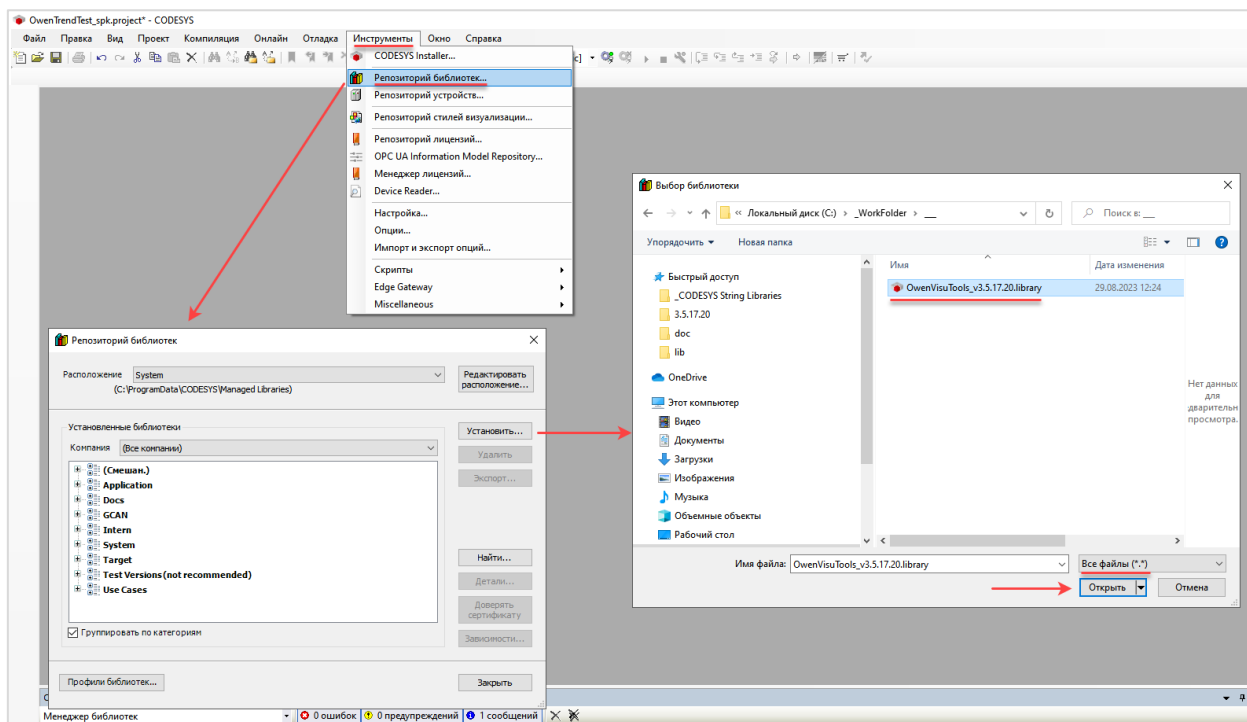 OwenTrendTest_spk.project* - CODESYS
Файл Правка Вид Проект Компиляция Онлайн Отладка Инструменты Окно Справка
CODESYS Installer...
Репозиторий библиотек...
Репозиторий устройств...
Репозиторий стилей визуализации...
Репозиторий лицензий...
OPC UA Information Model Repository...
Менеджер лицензий...
Device Reader...
Настройка...
Опции...
Импорт и экспорт опций...
Скрипты
Edge Gateway
Miscellaneous
Репозиторий библиотек
Расположение System
Редактировать расположение...
(C:\ProgramData\CODESYS\Managed Libraries)
Установленные библиотеки
Компания (Все компании)
(Смешан.)
Application
Docs
GCAN
Intern
System
Target
Test Versions (not recommended)
Use Cases
Группировать по категориям
Установить...
Удалить
Экспорт...
Найти...
Детали...
Доверять
сертификату
Зависимости...
Профили библиотек...
Закрыть
Выбор библиотеки
« Локальный диск (C:) › _WorkFolder › __
Поиск в: __
Упорядочить Новая папка
Быстрый доступ
_CODESYS String Libraries
3.5.17.20
doc
lib
OneDrive
Этот компьютер
Видео
Документы
Загрузки
Изображения
Музыка
Объемные объекты
Рабочий стол
Имя Дата изменения
OwenVisuTools_v3.5.17.20.library 29.08.2023 12:24
Нет данных
для
дварительн
просмотра.
Имя файла: OwenVisuTools_v3.5.17.20.library
Все файлы (*.*)
Открыть Отмена
Менеджер библиотек 0 ошибок 0 предупреждений 1 сообщений